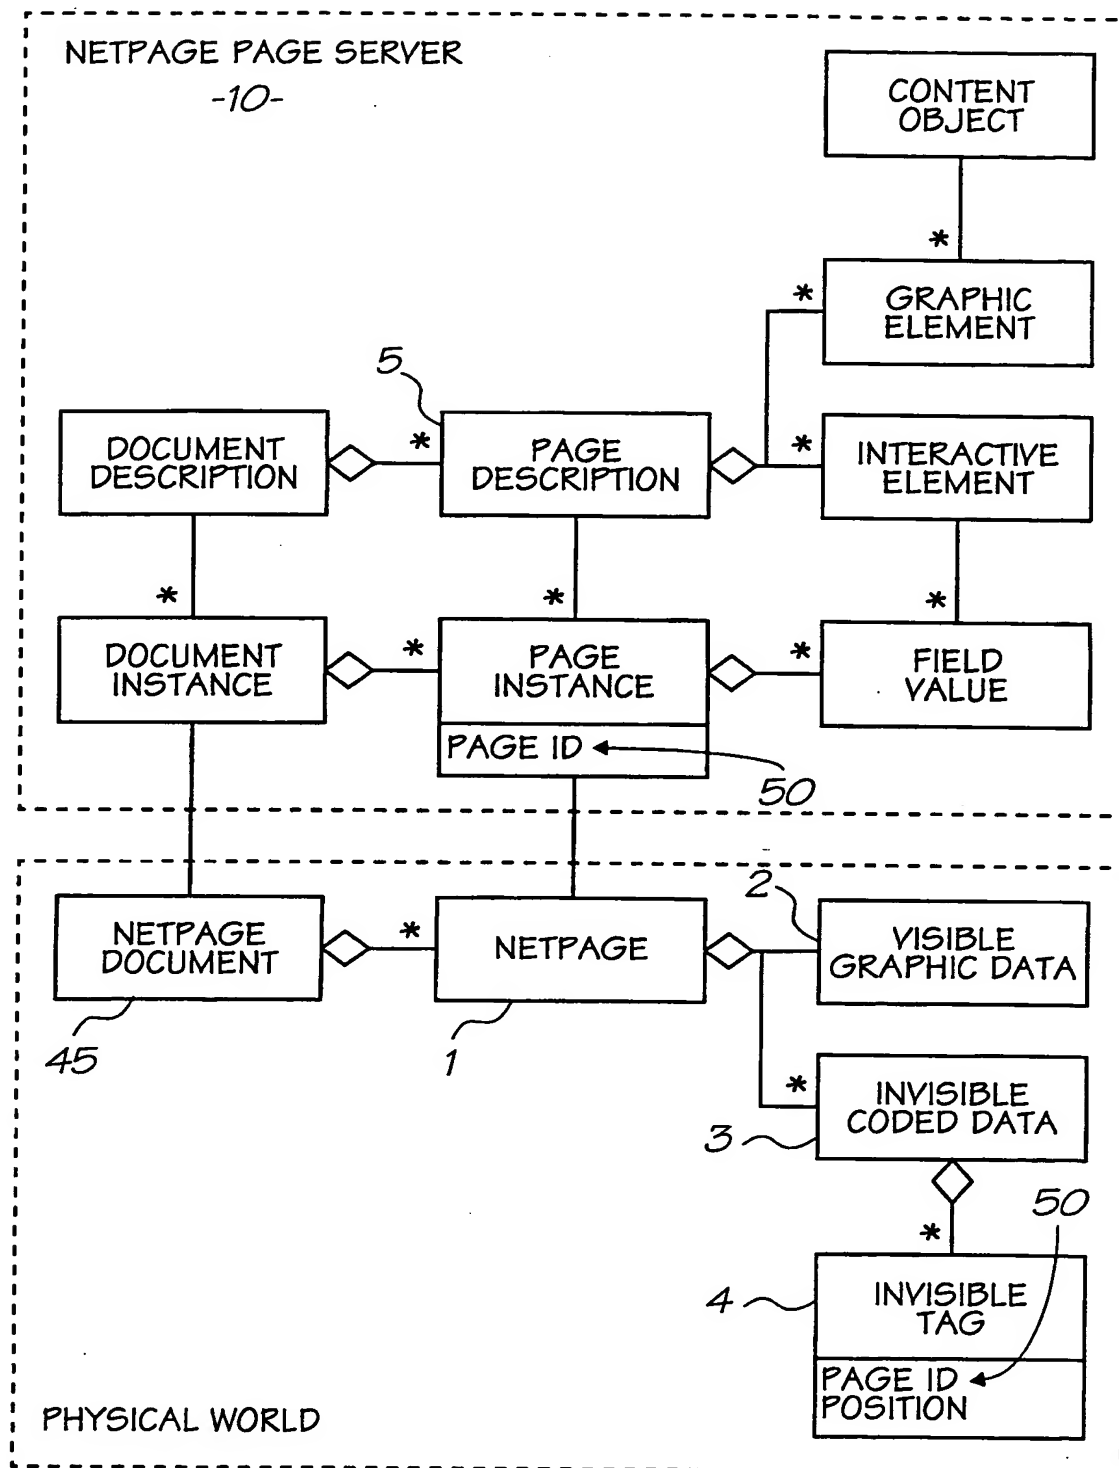 NETPAGE PAGE SERVER
-10-
CONTENT
OBJECT
*
GRAPHIC
ELEMENT
*
5
DOCUMENT
DESCRIPTION
*
PAGE
DESCRIPTION
*
INTERACTIVE
ELEMENT
*
*
*
DOCUMENT
INSTANCE
*
PAGE
INSTANCE
*
FIELD
VALUE
PAGE ID
50
2
NETPAGE
DOCUMENT
*
NETPAGE
VISIBLE
GRAPHIC DATA
45
1
*
3
INVISIBLE
CODED DATA
50
*
4
INVISIBLE
TAG
PAGE ID
POSITION
PHYSICAL WORLD